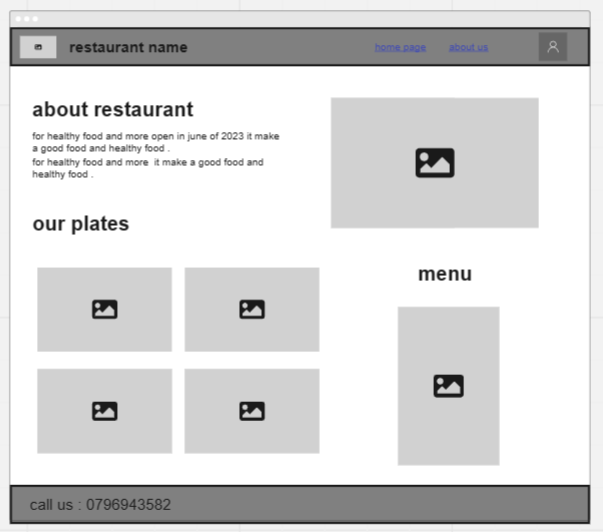 restaurant name
home page
about us
about restaurant
for healthy food and more open in june of 2023 it make
a good food and healthy food .
for healthy food and more it make a good food and
healthy food .
our plates
menu
call us : 0796943582